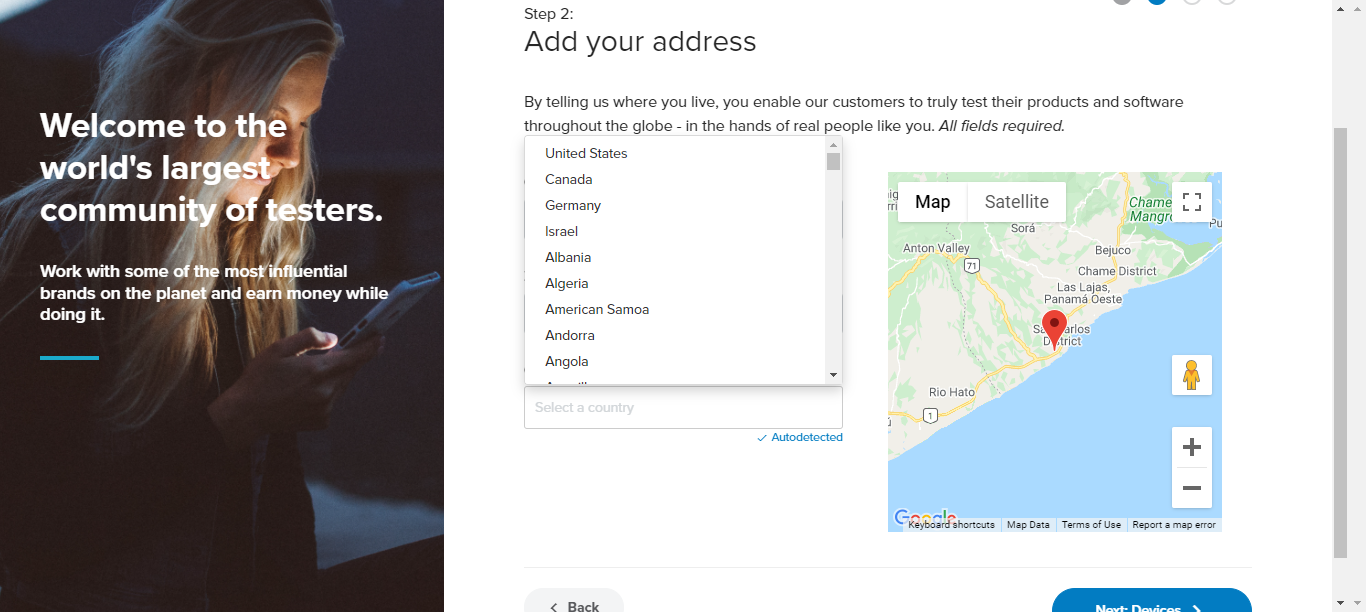 Welcome to the
world's largest
community of testers.
Work with some of the most influential
brands on the planet and earn money while
doing it.
Step 2:
Add your address
By telling us where you live, you enable our customers to truly test their products and software
throughout the globe - in the hands of real people like you. All fields required.
United States
Canada
Germany
Israel
Albania
Algeria
American Samoa
Andorra
Angola
Select a country
Autodetected
Map
Satellite
Chame
Sorá
Anton Valley
71
Bejuco
Chame District
Las Lajas,
Panamá Oeste
District
Rio Hato
1
Google
Keyboard shortcuts
Map Data
Terms of Use
Report a map error
Back
Next: Devices